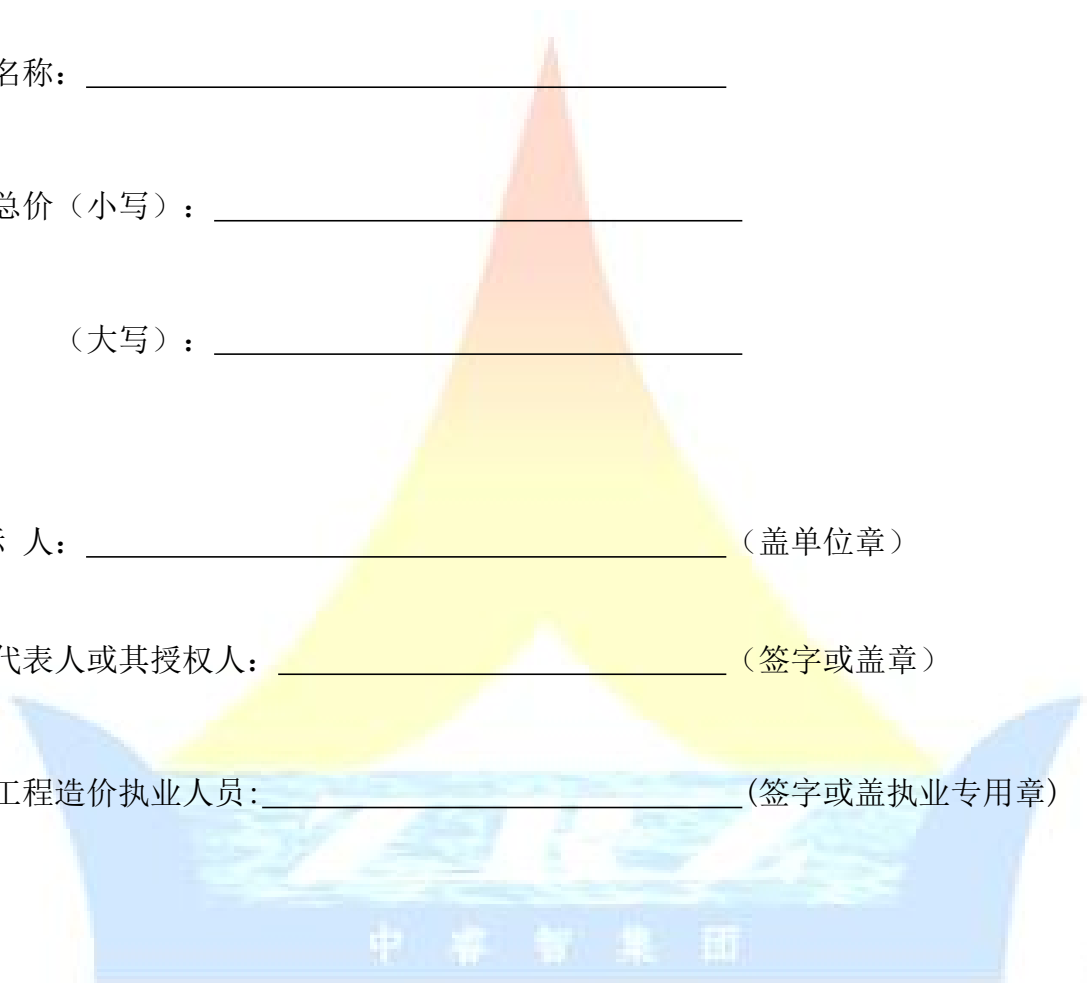 名称：
总价（小写）：
（大写）：
人：（盖单位章）
代表人或其授权人：（签字或盖章）
工程造价执业人员:(签字或盖执业专用章)
ZRZ
中睿智集团